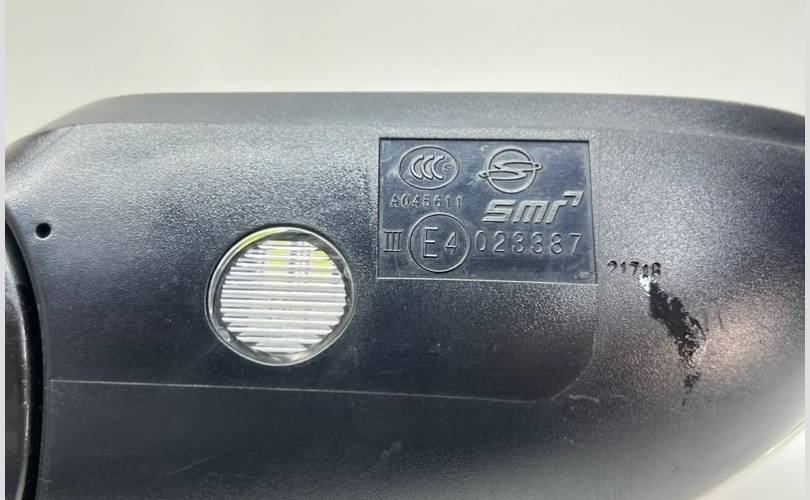 CCC S
A045611
SMR
III E4 023387
21718